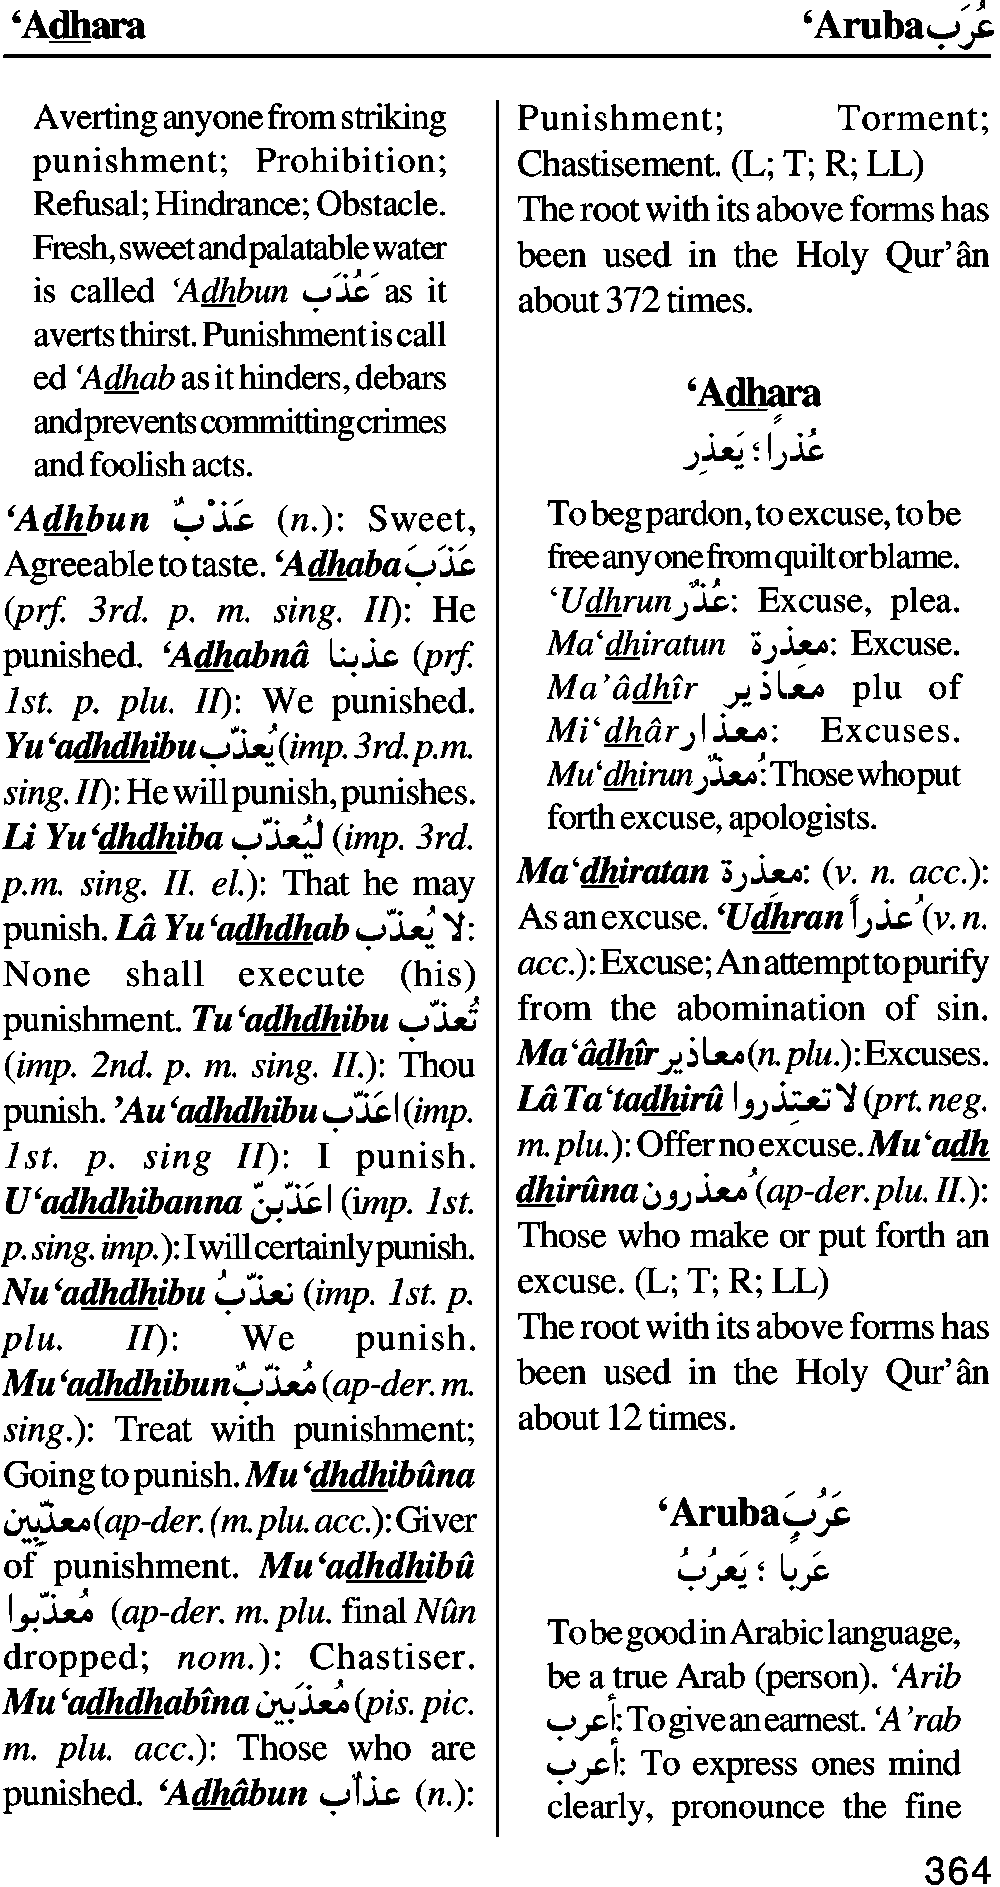 ‘Adhara
‘Aruba عَُرَب
Averting anyone from striking
punishment; Prohibition;
Refusal; Hindrance; Obstacle.
Fresh, sweet and palatable water
is called ‘Adhbun عَُذَب as it
averts thirst. Punishment is call
ed ‘Adhab as it hinders, debars
and prevents committing crimes
and foolish acts.
‘Adhbun عَذْبٌ (n.): Sweet,
Agreeable to taste. ‘Adhaba عَذَبَ
(prf. 3rd. p. m. sing. II): He
punished. ‘Adhabnâ عذبنا (prf.
1st. p. plu. II): We punished.
Yu‘adhdhibu يُعذّب (imp. 3rd. p.m.
sing. II): He will punish, punishes.
Li Yu‘dhdhiba ليُعذّب (imp. 3rd.
p.m. sing. II. el.): That he may
punish. Lâ Yu‘adhdhab لا يُعذّب:
None shall execute (his)
punishment. Tu‘adhdhibu تُعذّب
(imp. 2nd. p. m. sing. II.): Thou
punish. ’Au‘adhdhibu اعَذّب (imp.
1st. p. sing II): I punish.
U‘adhdhibanna اعَذّبنّ (imp. 1st.
p. sing. imp.): I will certainly punish.
Nu‘adhdhibu نعذّبُ (imp. 1st. p.
plu. II): We punish.
Mu‘adhdhibun مُعذّبٌ (ap-der. m.
sing.): Treat with punishment;
Going to punish. Mu‘dhdhibûna
معذّبِين (ap-der. (m. plu. acc.): Giver
of punishment. Mu‘adhdhibû
مُعذّبوا (ap-der. m. plu. final Nûn
dropped; nom.): Chastiser.
Mu‘adhdhabîna مُعذَّبين (pis. pic.
m. plu. acc.): Those who are
punished. ‘Adhâbun عذاٌب (n.):
Punishment; Torment;
Chastisement. (L; T; R; LL)
The root with its above forms has
been used in the Holy Qur’ân
about 372 times.
‘Adhara
عُذراً ؛ يَعذِر
To beg pardon, to excuse, to be
free any one from quilt or blame.
‘Udhrun عُذرٌ: Excuse, plea.
Ma‘dhiratun معذِرة: Excuse.
Ma’âdhîr معَاذير plu of
Mi‘dhâr معذار: Excuses.
Mu‘dhirun مُعذّر: Those who put
forth excuse, apologists.
Ma‘dhiratan معذرة: (v. n. acc.):
As an excuse. ‘Udhran عُذراً (v. n.
acc.): Excuse; An attempt to purify
from the abomination of sin.
Ma‘âdhîr معاذير (n. plu.): Excuses.
Lâ Ta‘tadhirû لا تعتذِروا (prt. neg.
m. plu.): Offer no excuse. Mu‘adh
dhirûna مُعذرون (ap-der. plu. II.):
Those who make or put forth an
excuse. (L; T; R; LL)
The root with its above forms has
been used in the Holy Qur’ân
about 12 times.
‘Aruba عَرُبَ
عَرباً ؛ يَعرُبُ
To be good in Arabic language,
be a true Arab (person). ‘Arib
أعرب: To give an earnest. ‘A’rab
أعرب: To express ones mind
clearly, pronounce the fine
364